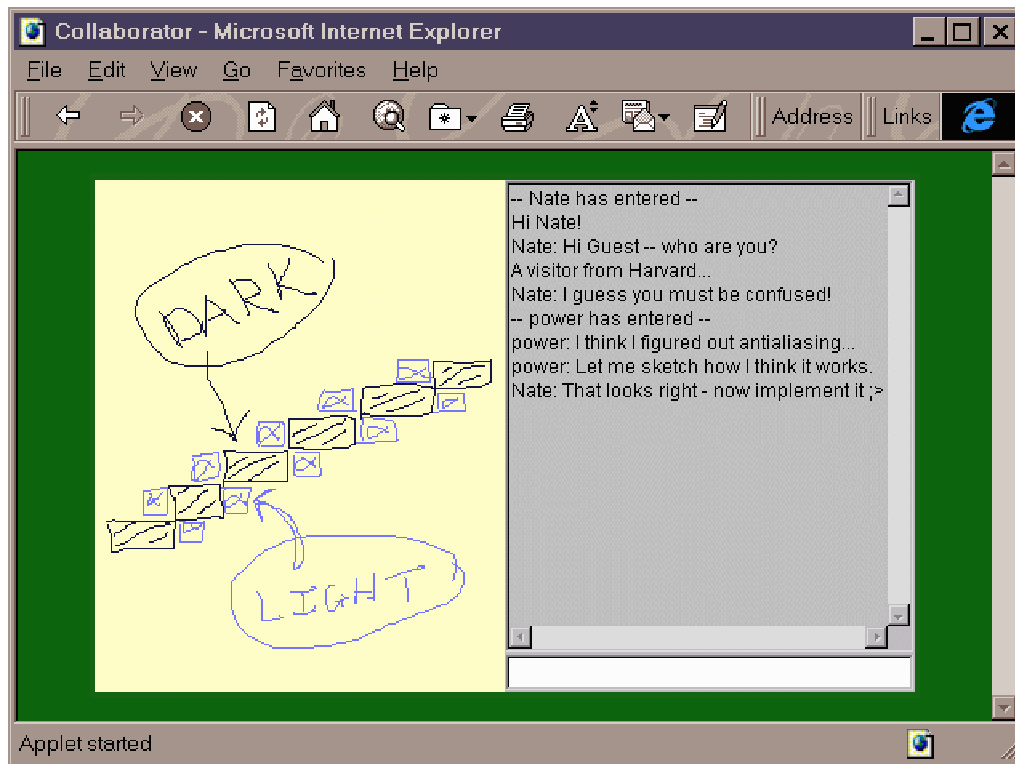 Collaborator - Microsoft Internet Explorer
File Edit View Go Favorites Help
Address Links
DARK
LIGHT
-- Nate has entered --
Hi Nate!
Nate: Hi Guest -- who are you?
A visitor from Harvard...
Nate: I guess you must be confused!
-- power has entered --
power: I think I figured out antialiasing...
power: Let me sketch how I think it works.
Nate: That looks right - now implement it ;>
Applet started